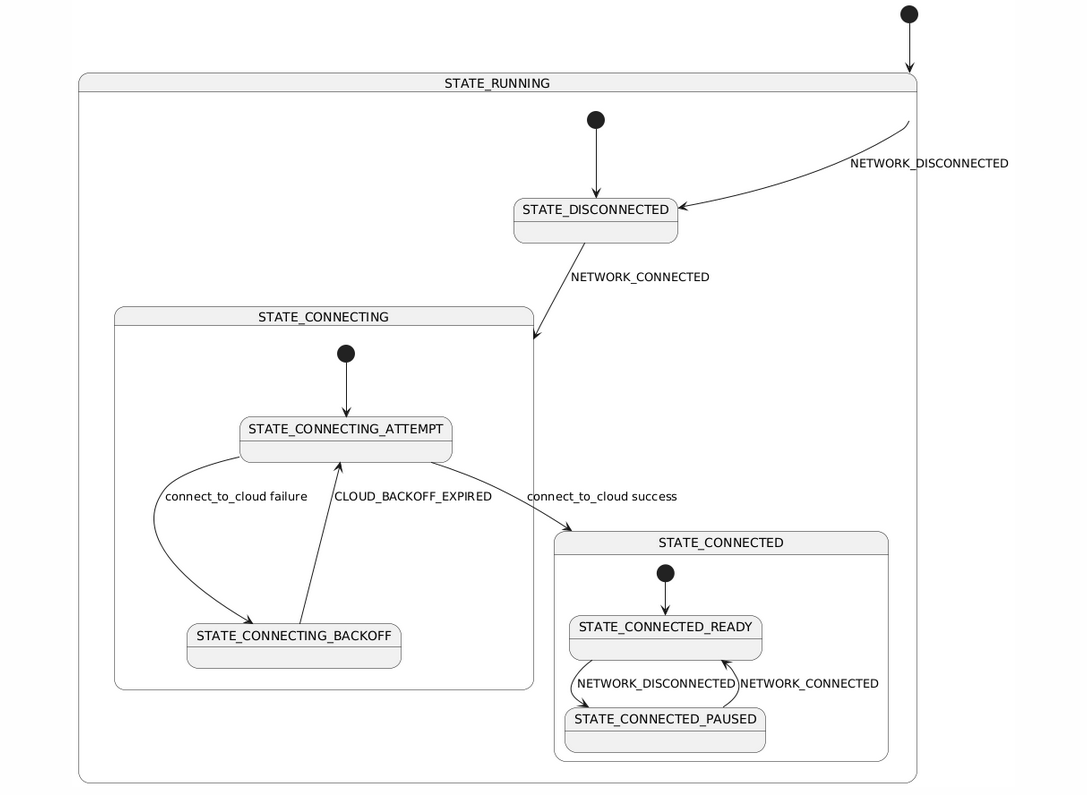 STATE_RUNNING
NETWORK_DISCONNECTED
STATE_DISCONNECTED
NETWORK_CONNECTED
STATE_CONNECTING
STATE_CONNECTING_ATTEMPT
connect_to_cloud failure
CLOUD_BACKOFF_EXPIRED
connect_to_cloud success
STATE_CONNECTED
STATE_CONNECTED_READY
STATE_CONNECTING_BACKOFF
NETWORK_DISCONNECTED
NETWORK_CONNECTED
STATE_CONNECTED_PAUSED